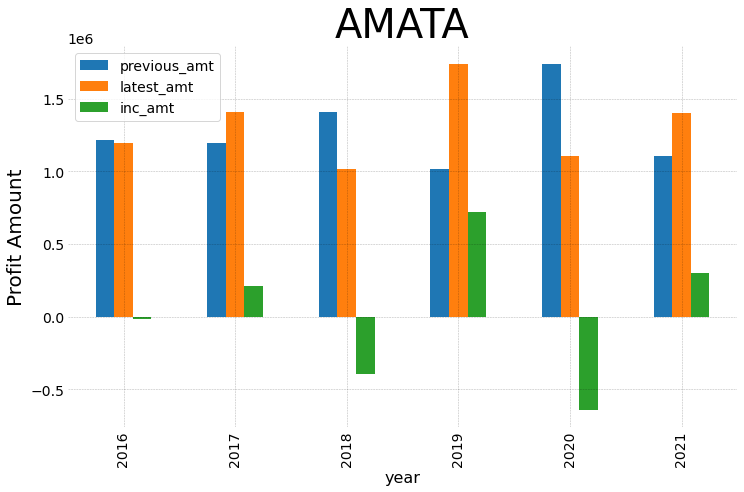 AMATA
1e6
previous_amt
latest_amt
inc_amt
1.5
1.0
0.5
0.0
−0.5
Profit Amount
2016 2017 2018 2019 2020 2021
year